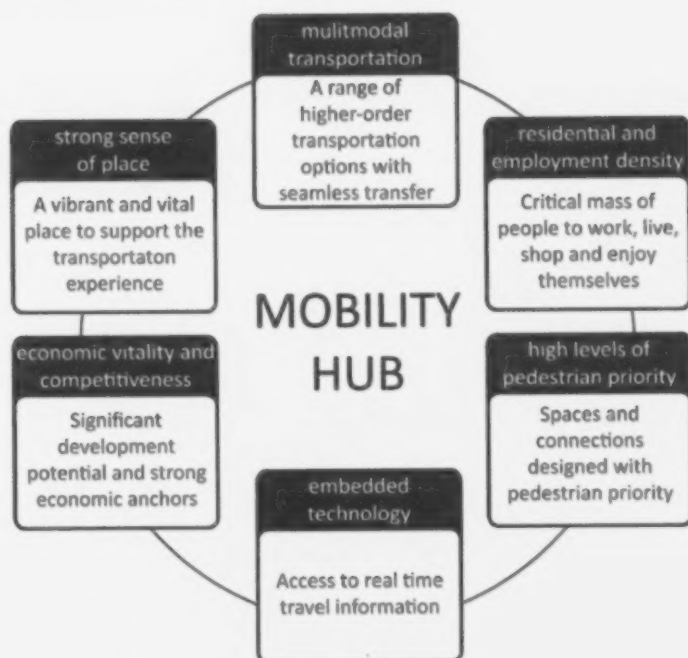 mulitmodal
transportation
A range of
higher-order
transportation
options with
seamless transfer
residential and
employment density
Critical mass of
people to work, live,
shop and enjoy
themselves
high levels of
pedestrian priority
Spaces and
connections
designed with
pedestrian priority
embedded
technology
Access to real time
travel information
economic vitality and
competitiveness
Significant
development
potential and strong
economic anchors
strong sense
of place
A vibrant and vital
place to support the
transportaton
experience
MOBILITY
HUB